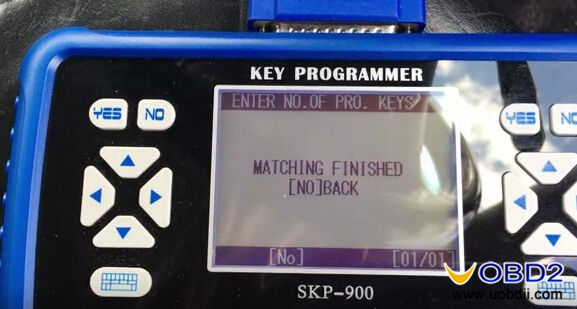 KEY PROGRAMMER
YES NO
ENTER NO.OF PRO. KEYS
YES NO
MATCHING FINISHED
[NO]BACK
[No] [01/01]
SKP-900
UOBD2
www.uobdii.com